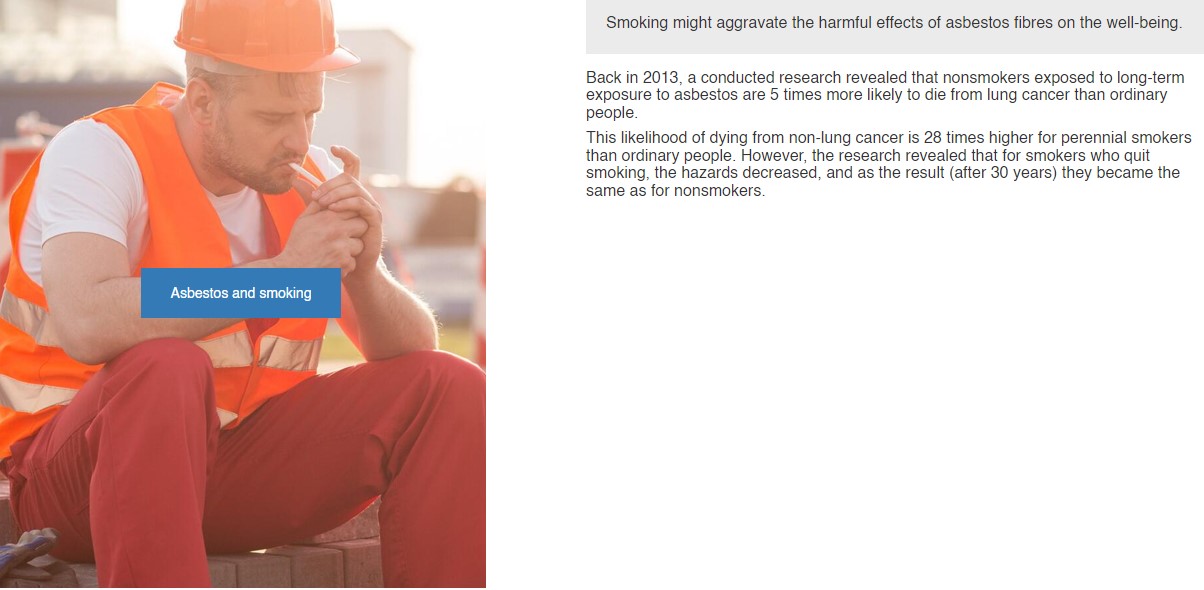 Smoking might aggravate the harmful effects of asbestos fibres on the well-being.
Back in 2013, a conducted research revealed that nonsmokers exposed to long-term
exposure to asbestos are 5 times more likely to die from lung cancer than ordinary
people.
This likelihood of dying from non-lung cancer is 28 times higher for perennial smokers
than ordinary people. However, the research revealed that for smokers who quit
smoking, the hazards decreased, and as the result (after 30 years) they became the
same as for nonsmokers.
Asbestos and smoking